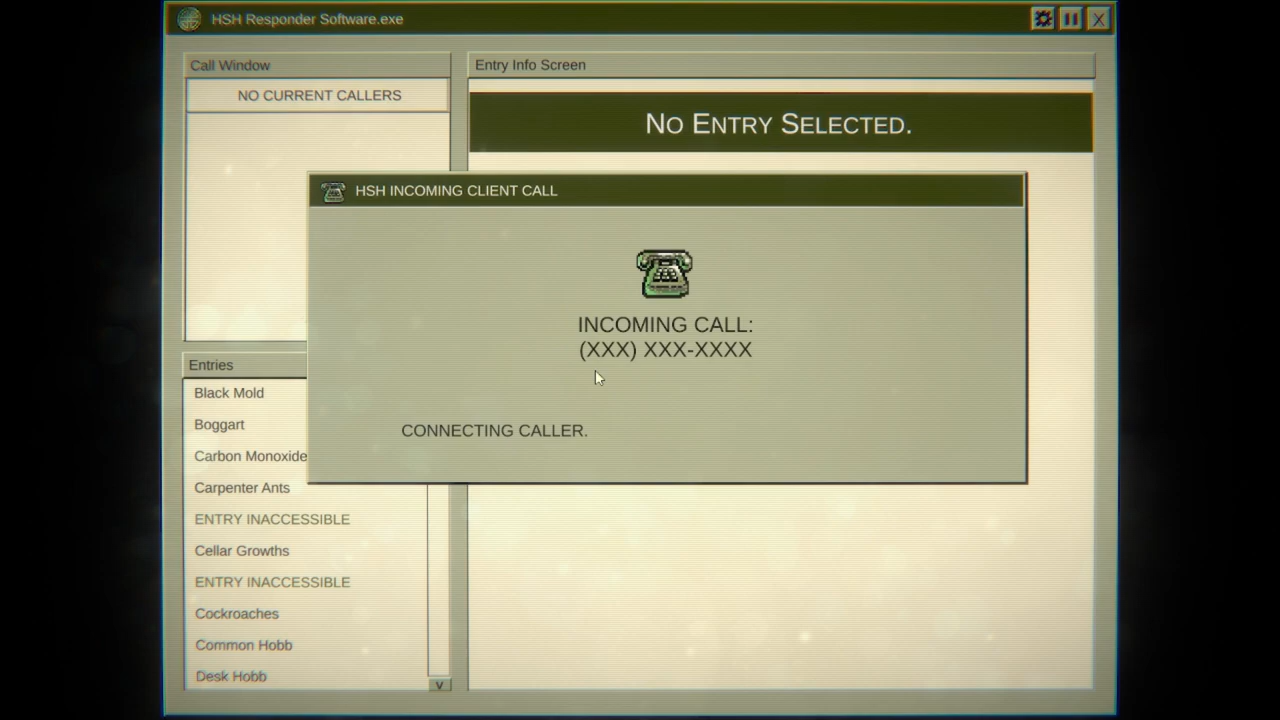 HSH Responder Software.exe
Call Window
NO CURRENT CALLERS
Entry Info Screen
NO ENTRY SELECTED.
HSH INCOMING CLIENT CALL
INCOMING CALL:
(XXX) XXX-XXXX
CONNECTING CALLER.
Entries
Black Mold
Boggart
Carbon Monoxide
Carpenter Ants
ENTRY INACCESSIBLE
Cellar Growths
ENTRY INACCESSIBLE
Cockroaches
Common Hobb
Desk Hobb